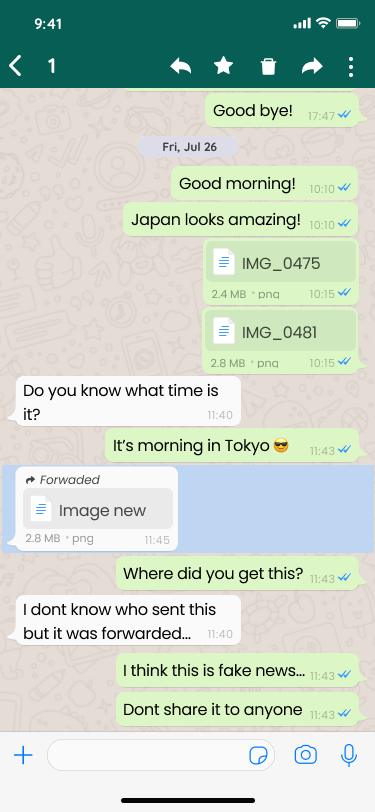 9:41
1
Good bye!
17:47
Fri, Jul 26
Good morning!
10:10
Japan looks amazing!
10:10
IMG_0475
2.4 MB • png
10:15
IMG_0481
2.8 MB • png
10:15
Do you know what time is
it?
11:40
It's morning in Tokyo 😎
11:43
Forwaded
Image new
2.8 MB • png
11:45
Where did you get this?
11:43
I dont know who sent this
but it was forwarded...
11:40
I think this is fake news...
11:43
Dont share it to anyone
11:43